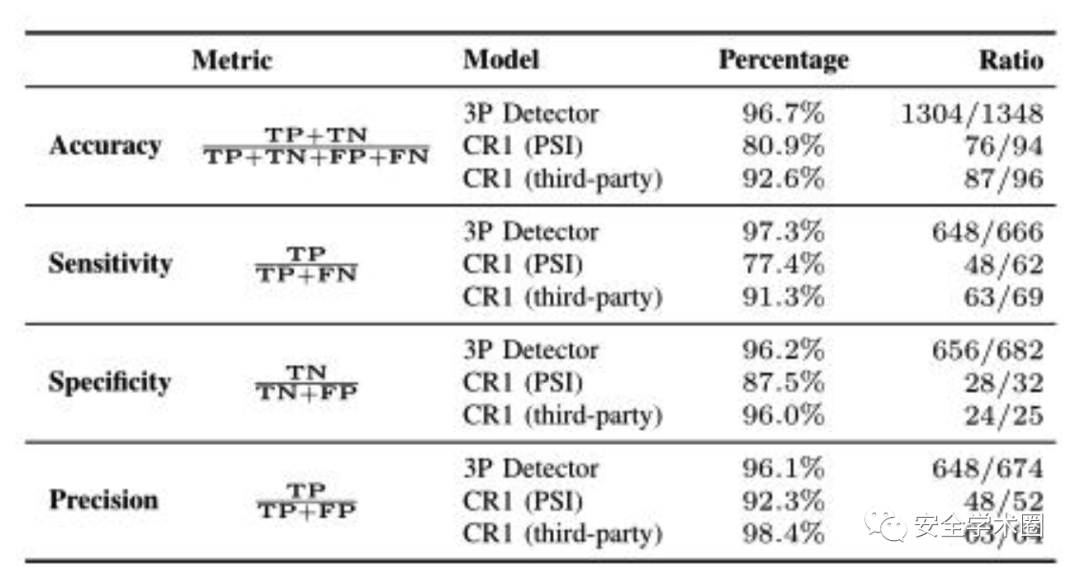 Metric Model Percentage Ratio
3P Detector 96.7% 1304/1348
Accuracy TP+TN / TP+TN+FP+FN CR1 (PSI) 80.9% 76/94
CR1 (third-party) 92.6% 87/96
3P Detector 97.3% 648/666
Sensitivity TP / TP+FN CR1 (PSI) 77.4% 48/62
CR1 (third-party) 91.3% 63/69
3P Detector 96.2% 656/682
Specificity TN / TN+FP CR1 (PSI) 87.5% 28/32
CR1 (third-party) 96.0% 24/25
3P Detector 96.1% 648/674
Precision TP / TP+FP CR1 (PSI) 92.3% 48/52
CR1 (third-party) 98.4% 63/64
安全学术圈